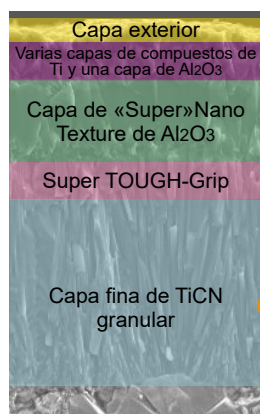 Capa exterior
Varias capas de compuestos de
Ti y una capa de Al2O3
Capa de «Super»Nano
Texture de Al2O3
Super TOUGH-Grip
Capa fina de TiCN
granular